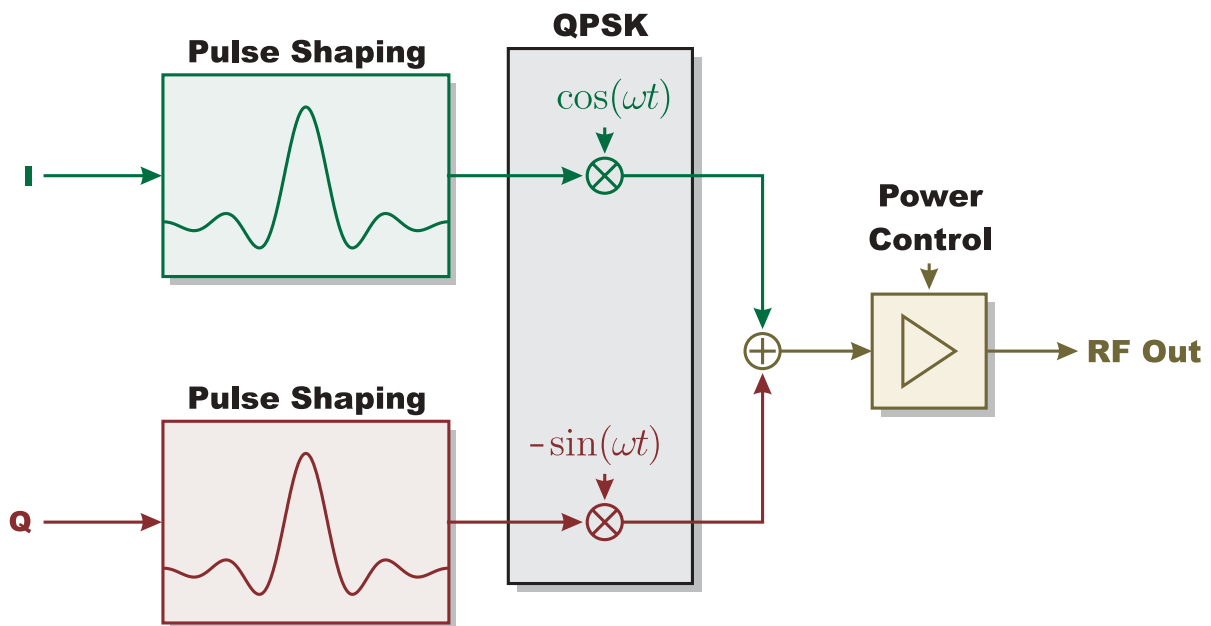 QPSK
Pulse Shaping
cos(ωt)
I
Power
Control
RF Out
Pulse Shaping
-sin(ωt)
Q